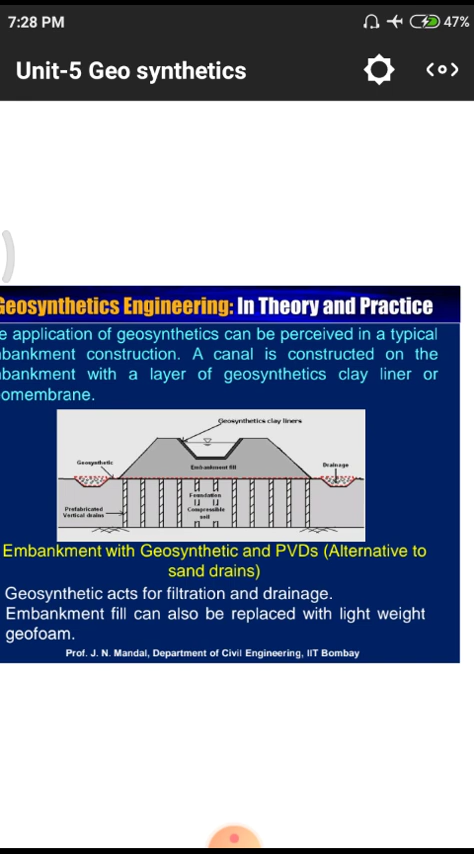 7:28 PM
47%
Unit-5 Geo synthetics
Geosynthetics Engineering: In Theory and Practice
e application of geosynthetics can be perceived in a typical
bankment construction. A canal is constructed on the
bankment with a layer of geosynthetics clay liner or
omembrane.
Geosynthetics clay liners
Geosynthetic
Embankment fill
Drainage
Foundation
Prefabricated
Vertical drains
Compressible
soil
Embankment with Geosynthetic and PVDs (Alternative to
sand drains)
Geosynthetic acts for filtration and drainage.
Embankment fill can also be replaced with light weight
geofoam.
Prof. J. N. Mandal, Department of Civil Engineering, IIT Bombay